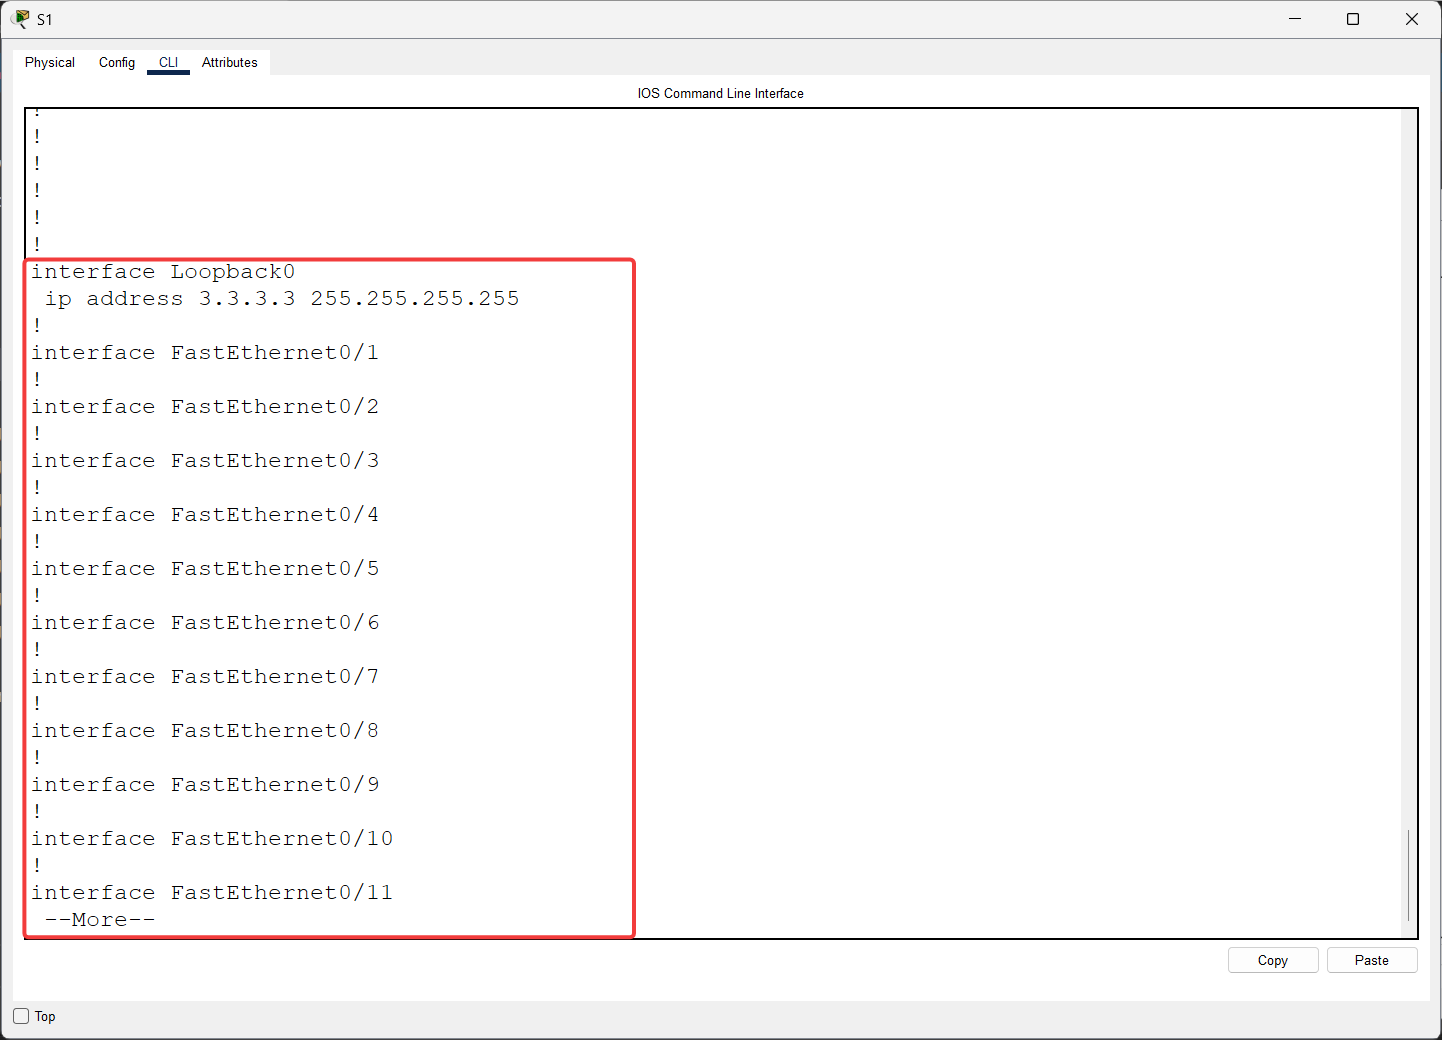 S1
Physical Config CLI Attributes
IOS Command Line Interface
!
!
!
!
!
!
interface Loopback0
 ip address 3.3.3.3 255.255.255.255
!
interface FastEthernet0/1
!
interface FastEthernet0/2
!
interface FastEthernet0/3
!
interface FastEthernet0/4
!
interface FastEthernet0/5
!
interface FastEthernet0/6
!
interface FastEthernet0/7
!
interface FastEthernet0/8
!
interface FastEthernet0/9
!
interface FastEthernet0/10
!
interface FastEthernet0/11
 --More--
Copy Paste
Top